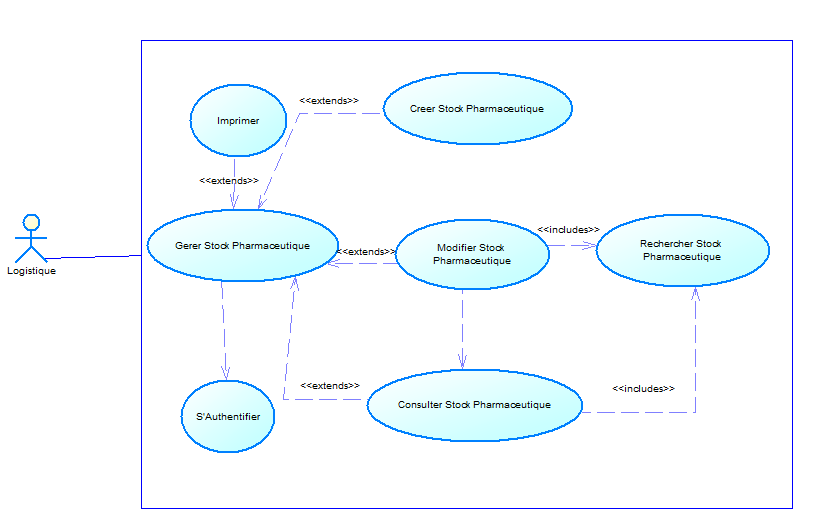 <<extends>>
Creer Stock Pharmaceutique
Imprimer
<<extends>>
Logistique
Gerer Stock Pharmaceutique
<<extends>>
Modifier Stock
Pharmaceutique
<<includes>>
Rechercher Stock
Pharmaceutique
S'Authentifier
<<extends>>
Consulter Stock Pharmaceutique
<<includes>>